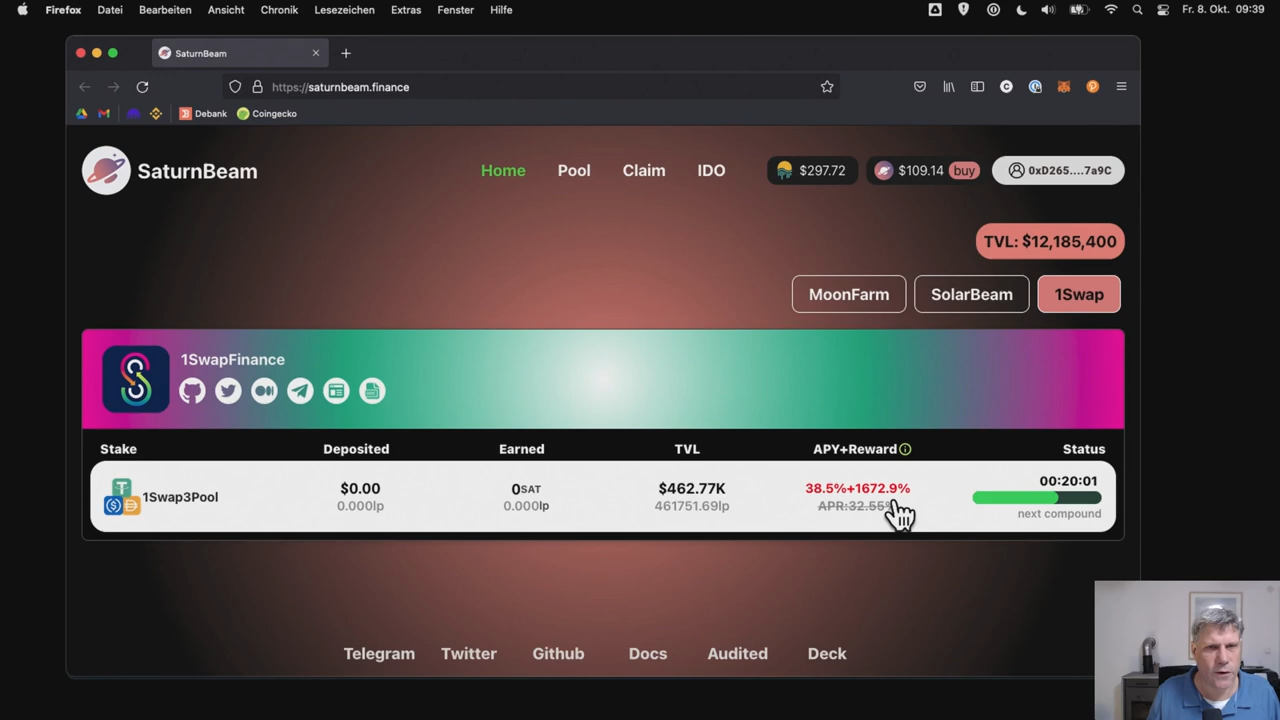 Firefox Datei Bearbeiten Ansicht Chronik Lesezeichen Extras Fenster Hilfe Fr. 8. Okt. 09:39
SaturnBeam
https://saturnbeam.finance
Debank Coingecko
SaturnBeam Home Pool Claim IDO $297.72 $109.14 buy 0xD265....7a9C
TVL: $12,185,400
MoonFarm SolarBeam 1Swap
1SwapFinance
Stake Deposited Earned TVL APY+Reward Status
1Swap3Pool $0.00 0SAT $462.77K 38.5%+1672.9% 00:20:01
0.000lp 0.000lp 461751.69lp APR:32.55% next compound
Telegram Twitter Github Docs Audited Deck